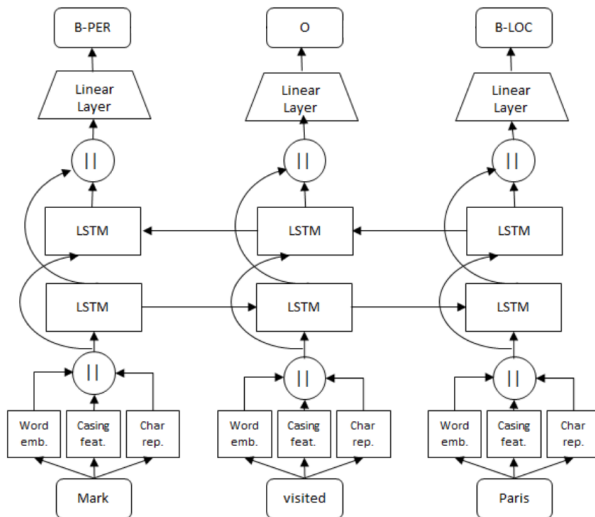 B-PER O B-LOC
Linear Linear Linear
Layer Layer Layer
|| || ||
LSTM LSTM LSTM
LSTM LSTM LSTM
|| || ||
Word Casing Char Word Casing Char Word Casing Char
emb. feat. rep. emb. feat. rep. emb. feat. rep.
Mark visited Paris